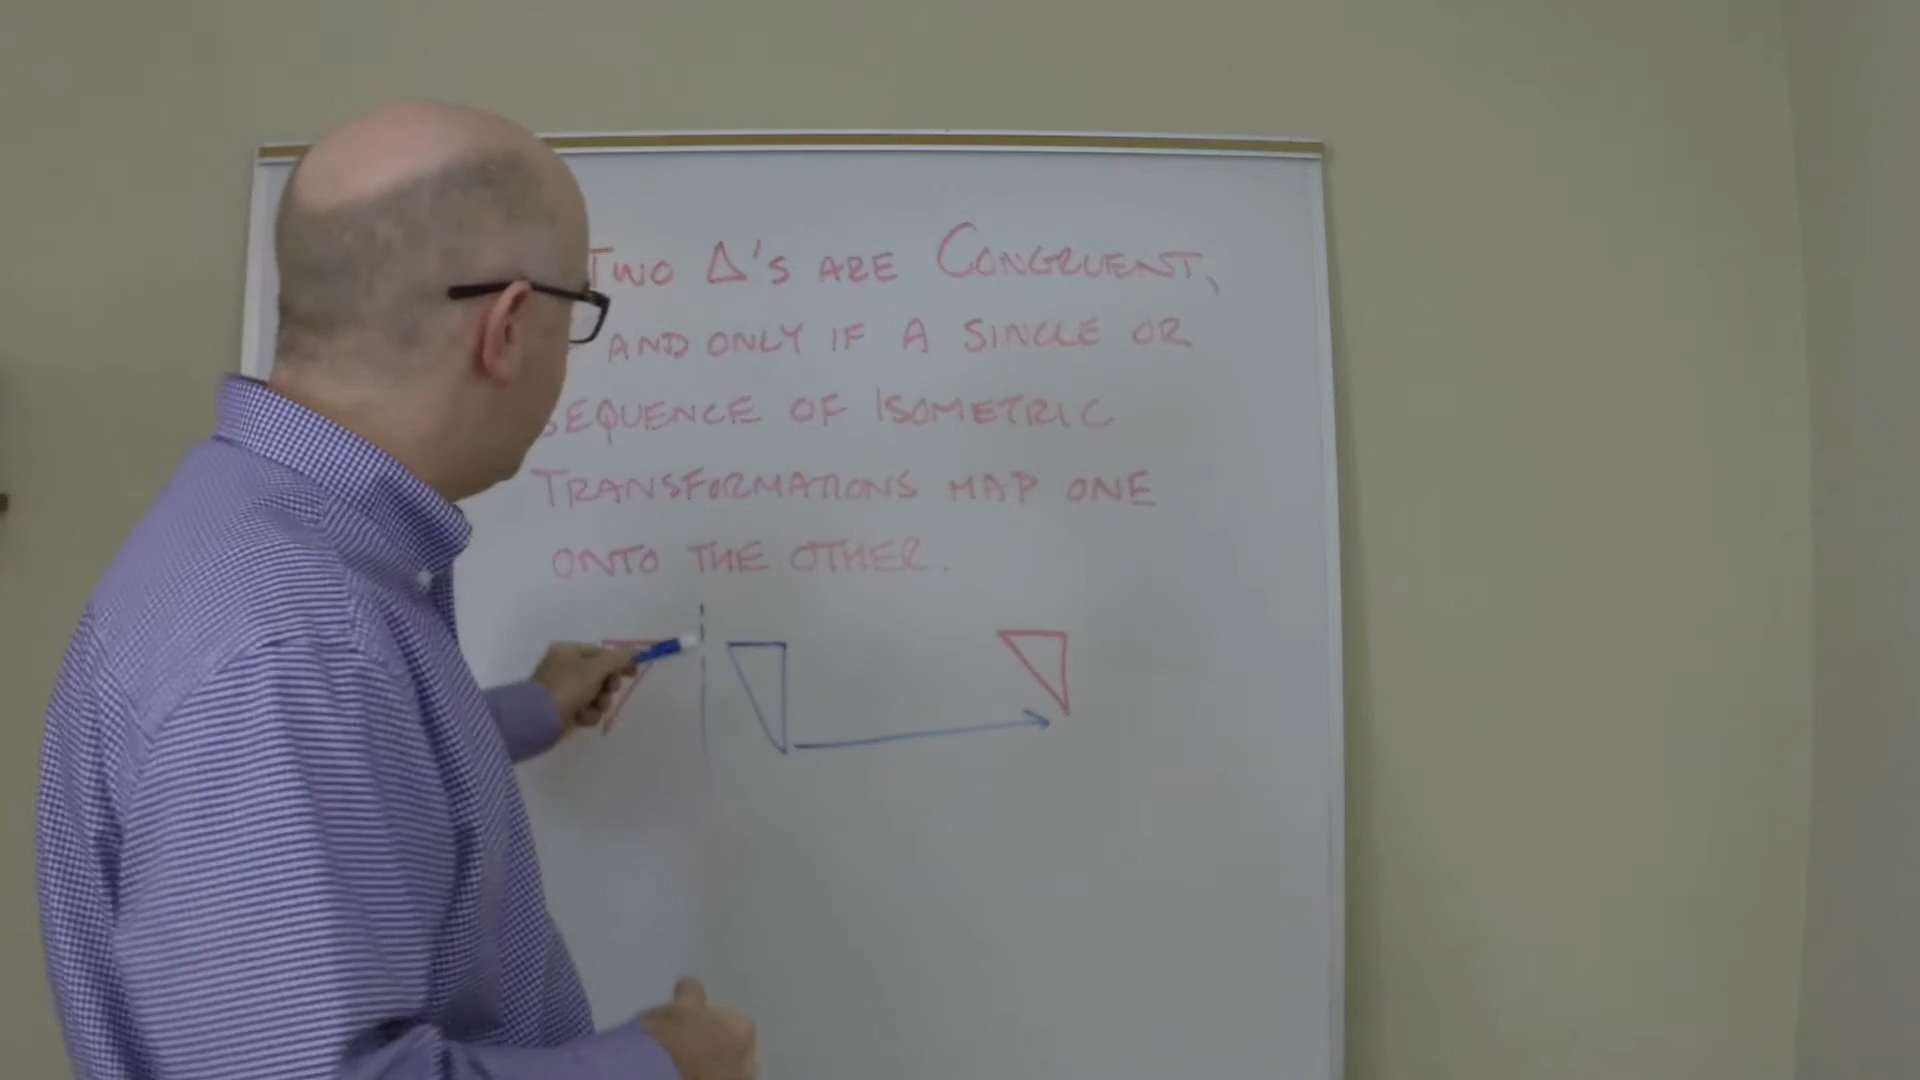 TWO Δ'S ARE CONGRUENT,
AND ONLY IF A SINGLE OR
SEQUENCE OF ISOMETRIC
TRANSFORMATIONS MAP ONE
ONTO THE OTHER.